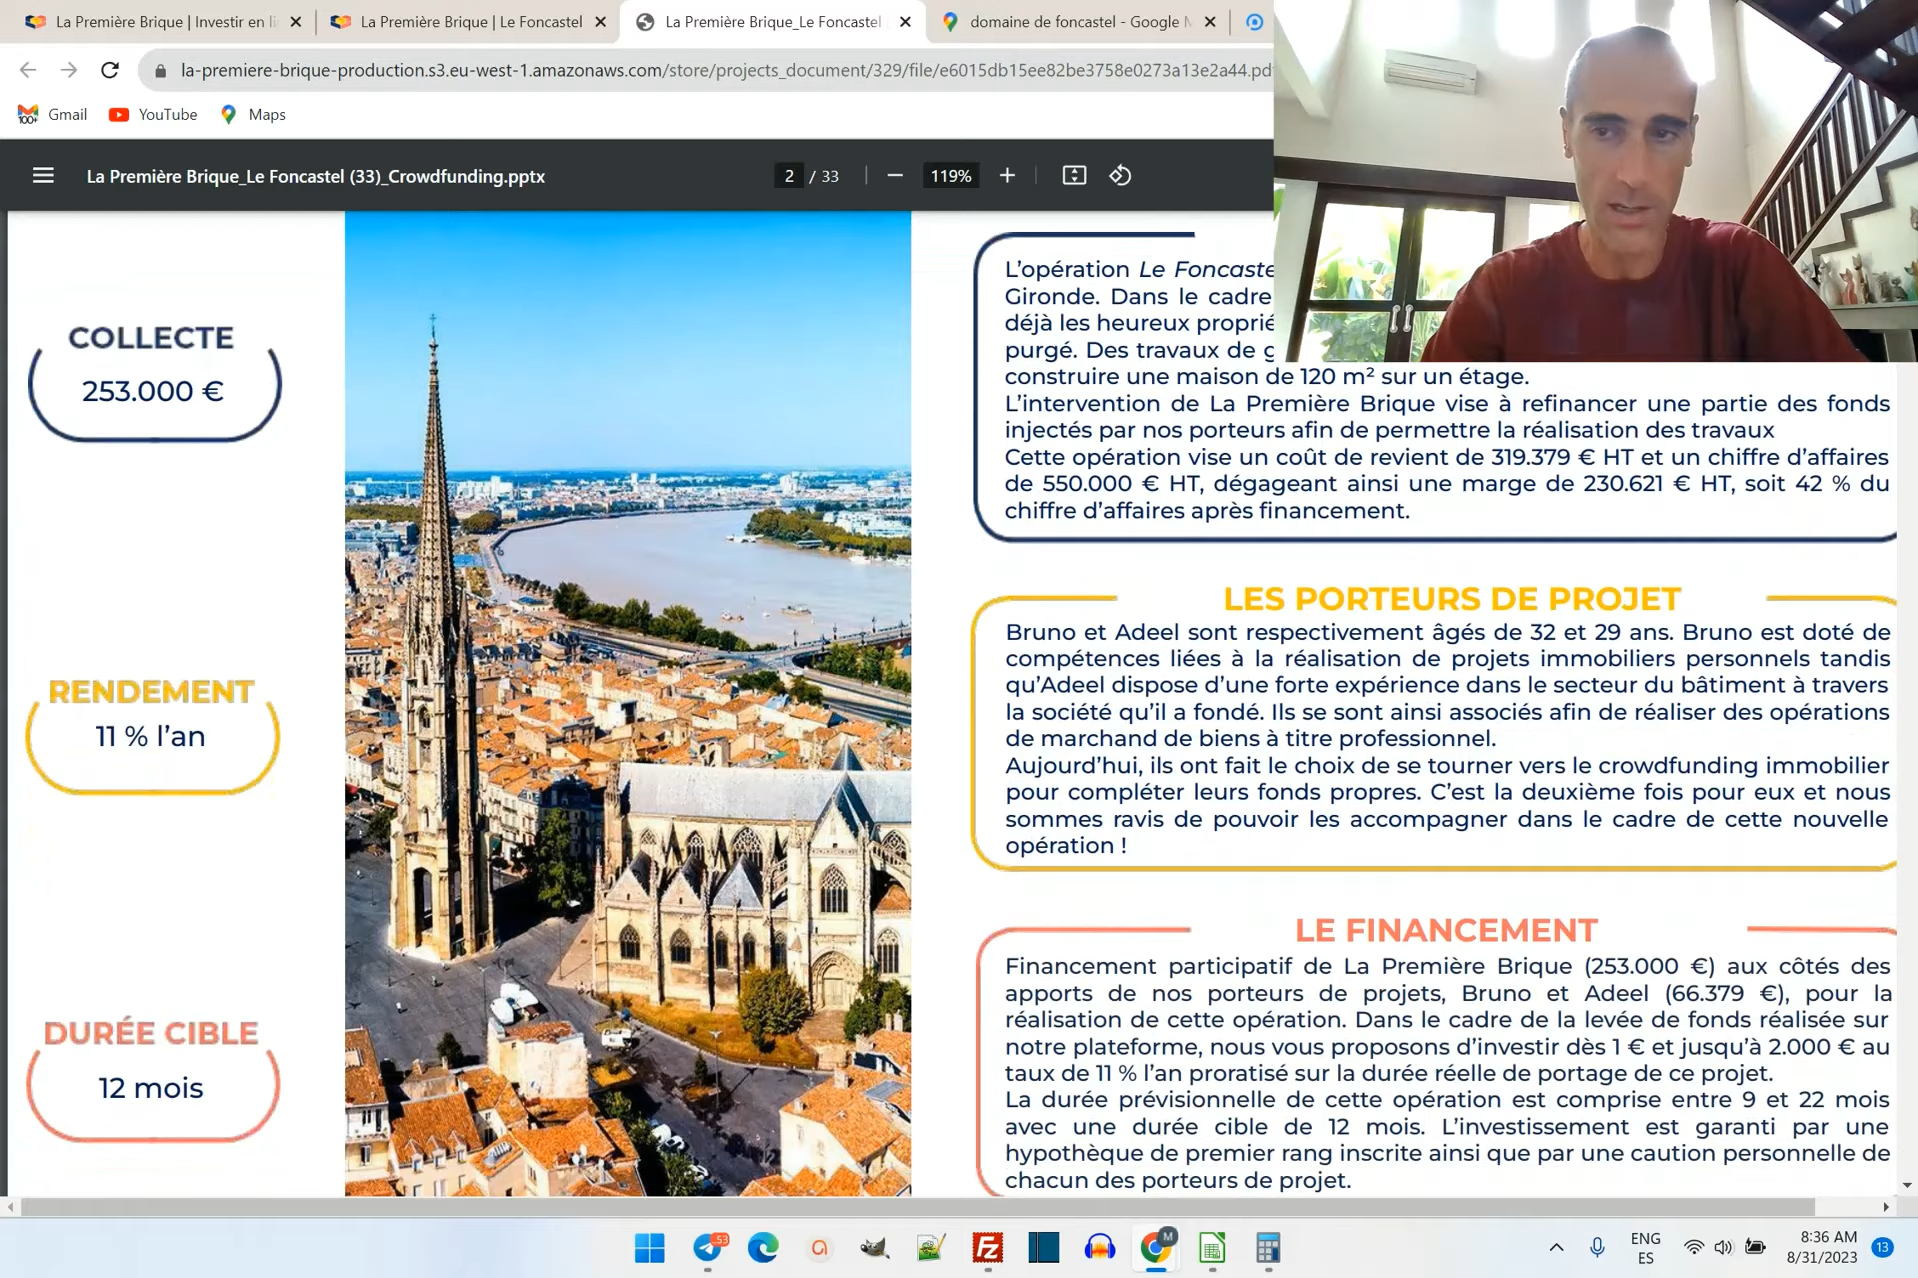 La Première Brique | Investir en li
La Première Brique | Le Foncastel
La Première Brique_Le Foncastel
domaine de foncastel - Google M
la-premiere-brique-production.s3.eu-west-1.amazonaws.com/store/projects_document/329/file/e6015db15ee82be3758e0273a13e2a44.pd
Gmail
YouTube
Maps
La Première Brique_Le Foncastel (33)_Crowdfunding.pptx
2 / 33
119%
COLLECTE
253.000 €
RENDEMENT
11 % l'an
DURÉE CIBLE
12 mois
L'opération Le Foncaste
Gironde. Dans le cadre
déjà les heureux proprié
purgé. Des travaux de g
construire une maison de 120 m² sur un étage.
L'intervention de La Première Brique vise à refinancer une partie des fonds
injectés par nos porteurs afin de permettre la réalisation des travaux
Cette opération vise un coût de revient de 319.379 € HT et un chiffre d'affaires
de 550.000 € HT, dégageant ainsi une marge de 230.621 € HT, soit 42 % du
chiffre d'affaires après financement.
LES PORTEURS DE PROJET
Bruno et Adeel sont respectivement âgés de 32 et 29 ans. Bruno est doté de
compétences liées à la réalisation de projets immobiliers personnels tandis
qu'Adeel dispose d'une forte expérience dans le secteur du bâtiment à travers
la société qu'il a fondé. Ils se sont ainsi associés afin de réaliser des opérations
de marchand de biens à titre professionnel.
Aujourd'hui, ils ont fait le choix de se tourner vers le crowdfunding immobilier
pour compléter leurs fonds propres. C'est la deuxième fois pour eux et nous
sommes ravis de pouvoir les accompagner dans le cadre de cette nouvelle
opération !
LE FINANCEMENT
Financement participatif de La Première Brique (253.000 €) aux côtés des
apports de nos porteurs de projets, Bruno et Adeel (66.379 €), pour la
réalisation de cette opération. Dans le cadre de la levée de fonds réalisée sur
notre plateforme, nous vous proposons d'investir dès 1 € et jusqu'à 2.000 € au
taux de 11 % l'an proratisé sur la durée réelle de portage de ce projet.
La durée prévisionnelle de cette opération est comprise entre 9 et 22 mois
avec une durée cible de 12 mois. L'investissement est garanti par une
hypothèque de premier rang inscrite ainsi que par une caution personnelle de
chacun des porteurs de projet.
53
M
ENG
ES
8:36 AM
8/31/2023
13